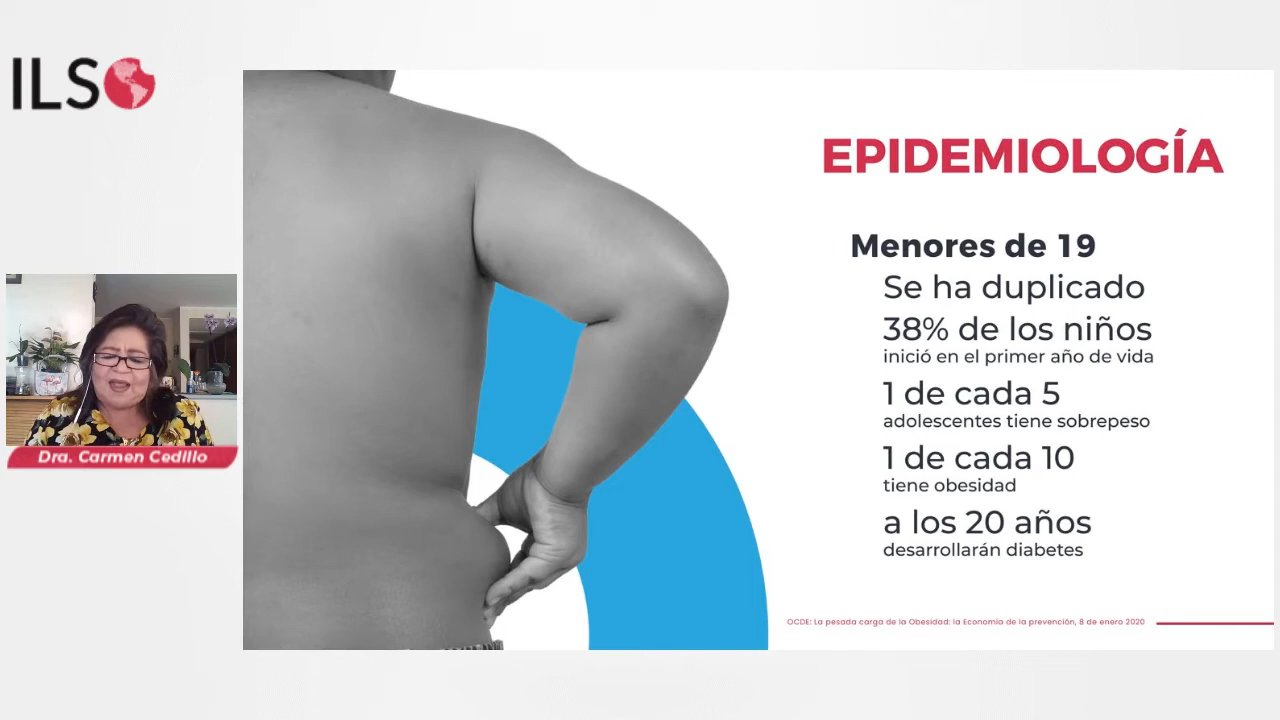 ILSO
Dra. Carmen Cedillo
EPIDEMIOLOGÍA
Menores de 19
Se ha duplicado
38% de los niños
inició en el primer año de vida
1 de cada 5
adolescentes tiene sobrepeso
1 de cada 10
tiene obesidad
a los 20 años
desarrollarán diabetes
OCDE: La pesada carga de la Obesidad: la Economía de la prevención, 8 de enero 2020